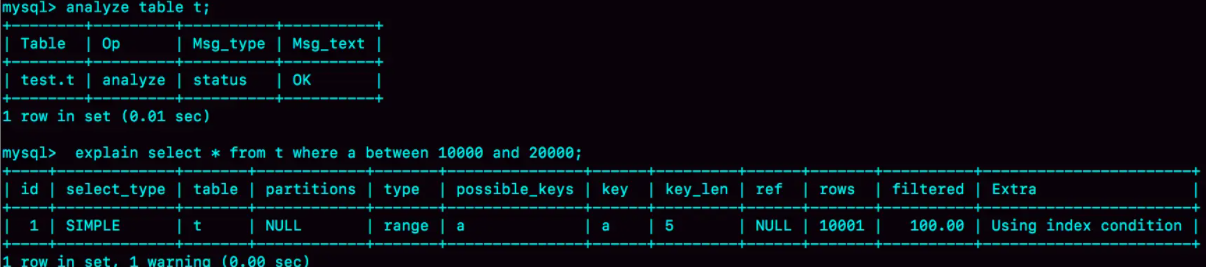 mysql> analyze table t;
+--------+---------+----------+----------+
| Table | Op | Msg_type | Msg_text |
+--------+---------+----------+----------+
| test.t | analyze | status | OK |
+--------+---------+----------+----------+
1 row in set (0.01 sec)
mysql> explain select * from t where a between 10000 and 20000;
+----+-------------+-------+------------+-------+---------------+------+---------+------+-------+----------+-----------------------+
| id | select_type | table | partitions | type | possible_keys | key | key_len | ref | rows | filtered | Extra |
+----+-------------+-------+------------+-------+---------------+------+---------+------+-------+----------+-----------------------+
| 1 | SIMPLE | t | NULL | range | a | a | 5 | NULL | 10001 | 100.00 | Using index condition |
+----+-------------+-------+------------+-------+---------------+------+---------+------+-------+----------+-----------------------+
1 row in set, 1 warning (0.00 sec)